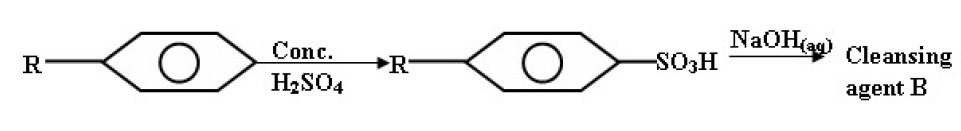 R
Conc.
H₂SO₄
R
SO₃H
NaOH(aq)
Cleansing
agent B